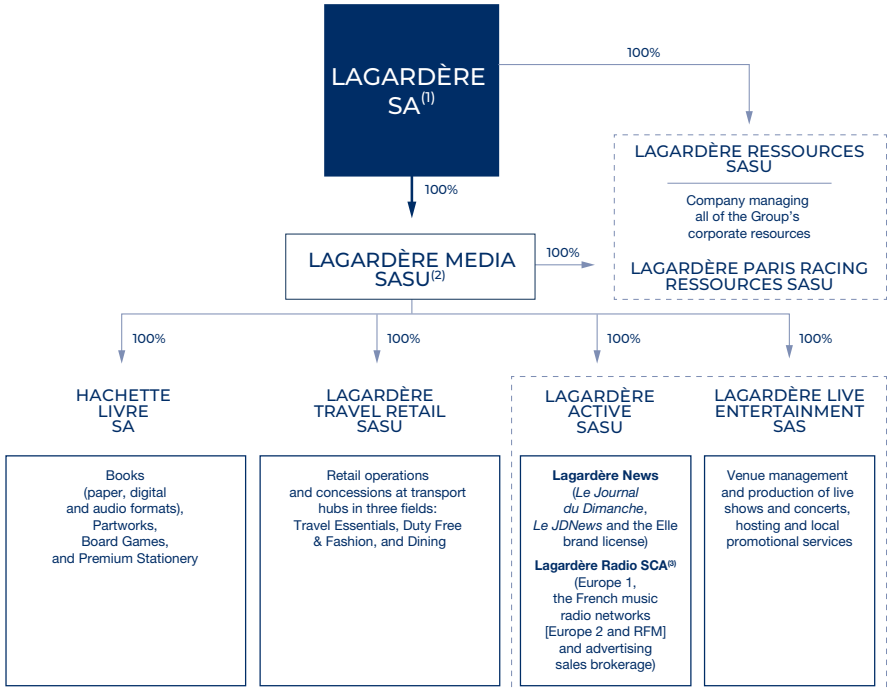 LAGARDÈRE
SA(1)
100%
LAGARDÈRE RESSOURCES
SASU
Company managing
all of the Group's
corporate resources
LAGARDÈRE PARIS RACING
RESSOURCES SASU
100%
LAGARDÈRE MEDIA
SASU(2)
100%
100%
100%
100%
100%
HACHETTE
LIVRE
SA
Books
(paper, digital
and audio formats),
Partworks,
Board Games,
and Premium Stationery
LAGARDÈRE
TRAVEL RETAIL
SASU
Retail operations
and concessions at transport
hubs in three fields:
Travel Essentials, Duty Free
& Fashion, and Dining
LAGARDÈRE
ACTIVE
SASU
Lagardère News
(Le Journal
du Dimanche,
Le JDNews and the Elle
brand license)
Lagardère Radio SCA(3)
(Europe 1,
the French music
radio networks
[Europe 2 and RFM]
and advertising
sales brokerage)
LAGARDÈRE LIVE
ENTERTAINMENT
SAS
Venue management
and production of live
shows and concerts,
hosting and local
promotional services